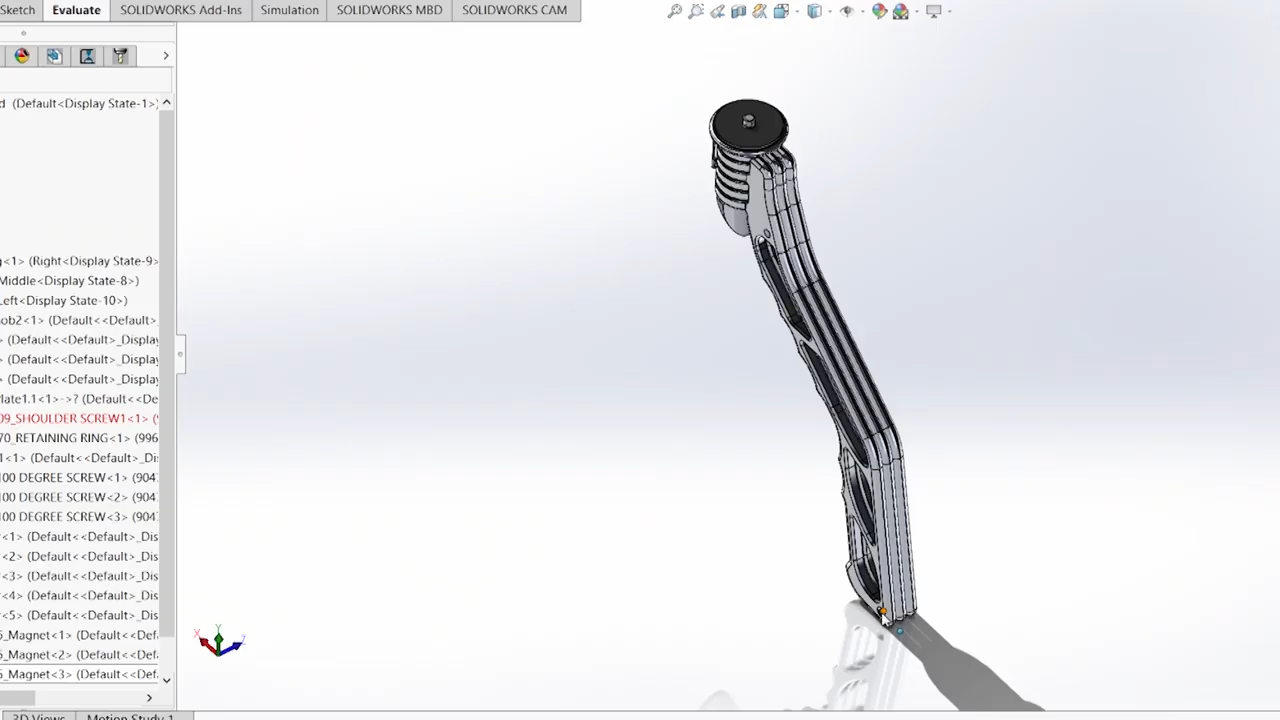 Sketch Evaluate SOLIDWORKS Add-Ins Simulation SOLIDWORKS MBD SOLIDWORKS CAM
d (Default<Display State-1>)
g<1> (Right<Display State-9>
Middle<Display State-8>)
Left<Display State-10>)
ob2<1> (Default<<Default>_
> (Default<<Default>_Display
> (Default<<Default>_Display
> (Default<<Default>_Display
late1.1<1>->? (Default<<De
09_SHOULDER SCREW1<1> (9
70_RETAINING RING<1> (996
1<1> (Default<<Default>_Di
00 DEGREE SCREW<1> (904
00 DEGREE SCREW<2> (904
00 DEGREE SCREW<3> (904
<1> (Default<<Default>_Dis
<2> (Default<<Default>_Dis
<3> (Default<<Default>_Dis
<4> (Default<<Default>_Dis
<5> (Default<<Default>_Dis
_Magnet<1> (Default<<Def
_Magnet<2> (Default<<Def
_Magnet<3> (Default<<Def
X Y Z
3D Views Motion Study 1